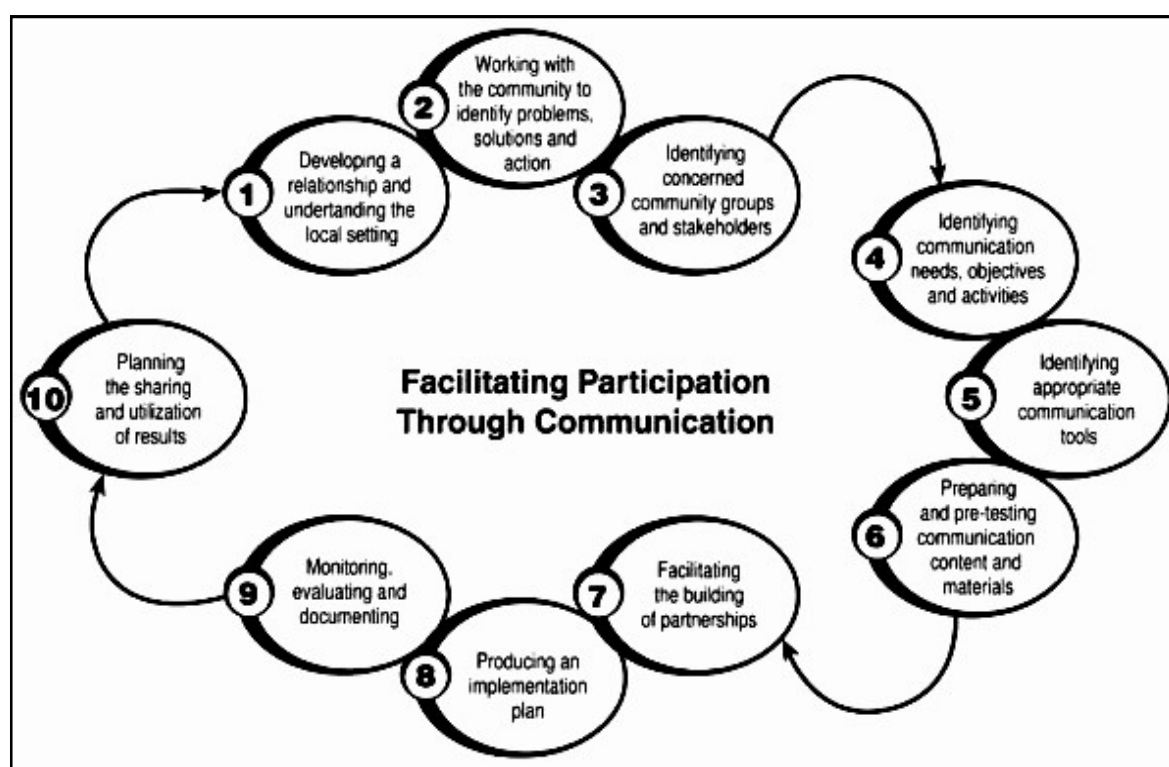 1
Developing a
relationship and
undertanding the
local setting
2
Working with
the community to
identify problems,
solutions and
action
3
Identifying
concerned
community groups
and stakeholders
4
Identifying
communication
needs, objectives
and activities
5
Identifying
appropriate
communication
tools
6
Preparing
and pre-testing
communication
content and
materials
7
Facilitating
the building
of partnerships
8
Producing an
implementation
plan
9
Monitoring,
evaluating and
documenting
10
Planning
the sharing
and utilization
of results
Facilitating Participation
Through Communication